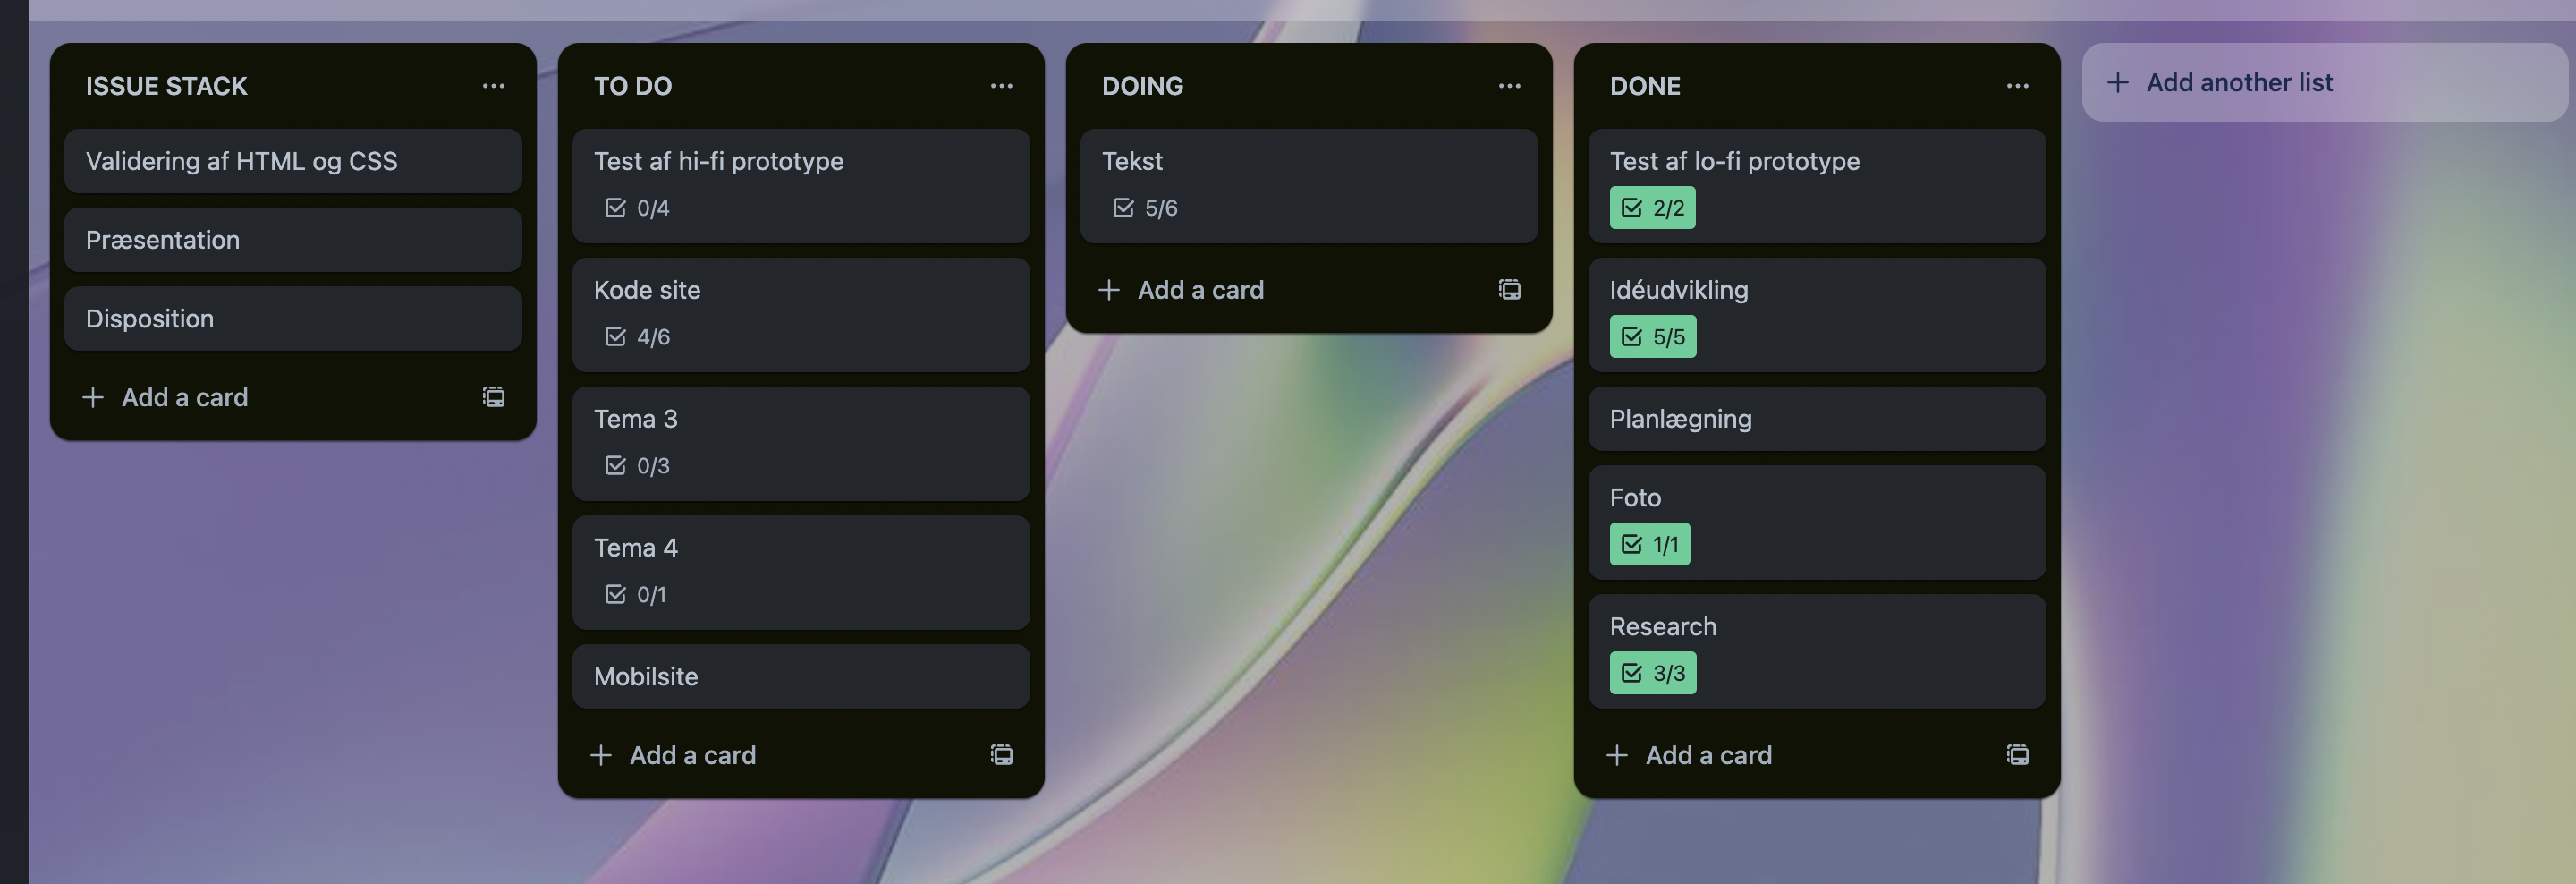 ISSUE STACK
Validering af HTML og CSS
Præsentation
Disposition
Add a card
TO DO
Test af hi-fi prototype
0/4
Kode site
4/6
Tema 3
0/3
Tema 4
0/1
Mobilsite
Add a card
DOING
Tekst
5/6
Add a card
DONE
Test af lo-fi prototype
2/2
Idéudvikling
5/5
Planlægning
Foto
1/1
Research
3/3
Add a card
Add another list